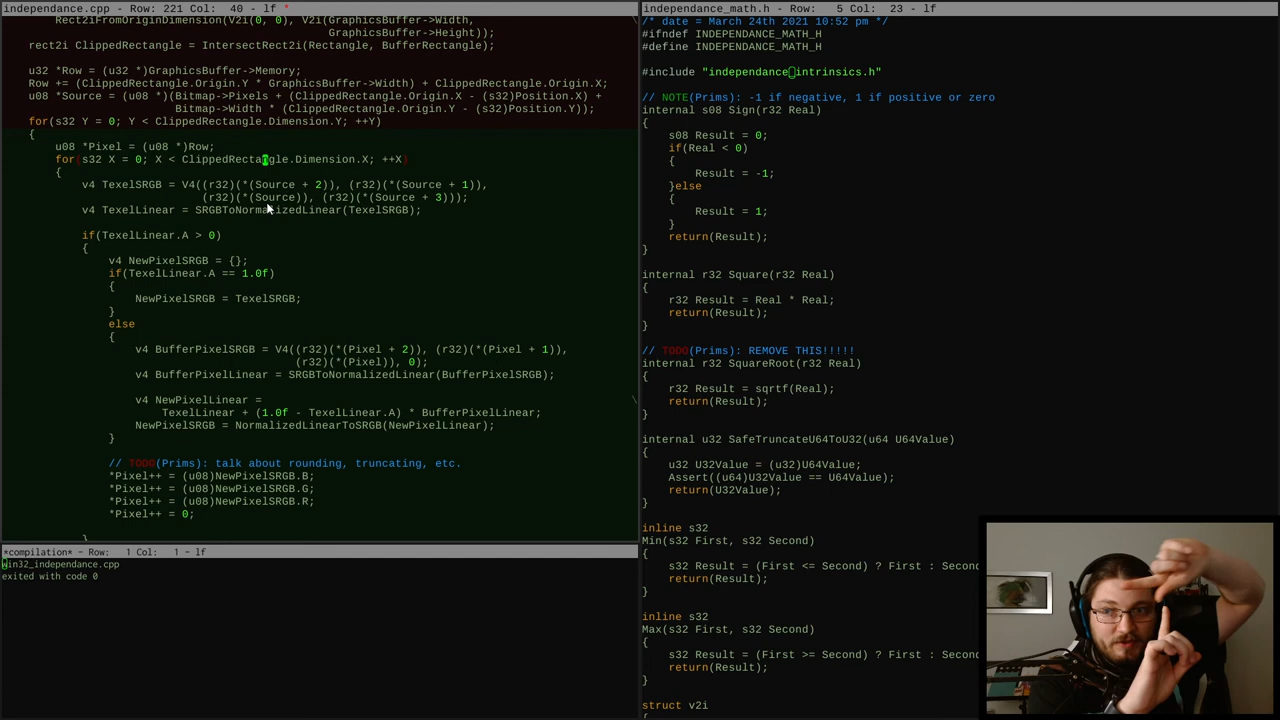 independance.cpp - Row: 221 Col: 40 - lf *
Rect2iFromOriginDimension(V2i(0, 0), V2i(GraphicsBuffer->Width, \
GraphicsBuffer->Height));
rect2i ClippedRectangle = IntersectRect2i(Rectangle, BufferRectangle);
u32 *Row = (u32 *)GraphicsBuffer->Memory;
Row += (ClippedRectangle.Origin.Y * GraphicsBuffer->Width) + ClippedRectangle.Origin.X;
u08 *Source = (u08 *)(Bitmap->Pixels + (ClippedRectangle.Origin.X - (s32)Position.X) +
Bitmap->Width * (ClippedRectangle.Origin.Y - (s32)Position.Y));
for(s32 Y = 0; Y < ClippedRectangle.Dimension.Y; ++Y)
{
u08 *Pixel = (u08 *)Row;
for(s32 X = 0; X < ClippedRectangle.Dimension.X; ++X)
{
v4 TexelSRGB = V4((r32)(*(Source + 2)), (r32)(*(Source + 1)),
(r32)(*(Source)), (r32)(*(Source + 3)));
v4 TexelLinear = SRGBToNormalizedLinear(TexelSRGB);
if(TexelLinear.A > 0)
{
v4 NewPixelSRGB = {};
if(TexelLinear.A == 1.0f)
{
NewPixelSRGB = TexelSRGB;
}
else
{
v4 BufferPixelSRGB = V4((r32)(*(Pixel + 2)), (r32)(*(Pixel + 1)),
(r32)(*(Pixel)), 0);
v4 BufferPixelLinear = SRGBToNormalizedLinear(BufferPixelSRGB);
v4 NewPixelLinear = \
TexelLinear + (1.0f - TexelLinear.A) * BufferPixelLinear;
NewPixelSRGB = NormalizedLinearToSRGB(NewPixelLinear);
}
// TODO(Prims): talk about rounding, truncating, etc.
*Pixel++ = (u08)NewPixelSRGB.B;
*Pixel++ = (u08)NewPixelSRGB.G;
*Pixel++ = (u08)NewPixelSRGB.R;
*Pixel++ = 0;
}
*compilation* - Row: 1 Col: 1 - lf
win32_independance.cpp
exited with code 0
independance_math.h - Row: 5 Col: 23 - lf
/* date = March 24th 2021 10:52 pm */
#ifndef INDEPENDANCE_MATH_H
#define INDEPENDANCE_MATH_H
#include "independance_intrinsics.h"
// NOTE(Prims): -1 if negative, 1 if positive or zero
internal s08 Sign(r32 Real)
{
s08 Result = 0;
if(Real < 0)
{
Result = -1;
}else
{
Result = 1;
}
return(Result);
}
internal r32 Square(r32 Real)
{
r32 Result = Real * Real;
return(Result);
}
// TODO(Prims): REMOVE THIS!!!!!
internal r32 SquareRoot(r32 Real)
{
r32 Result = sqrtf(Real);
return(Result);
}
internal u32 SafeTruncateU64ToU32(u64 U64Value)
{
u32 U32Value = (u32)U64Value;
Assert((u64)U32Value == U64Value);
return(U32Value);
}
inline s32
Min(s32 First, s32 Second)
{
s32 Result = (First <= Second) ? First : Second
return(Result);
}
inline s32
Max(s32 First, s32 Second)
{
s32 Result = (First >= Second) ? First : Second
return(Result);
}
struct v2i